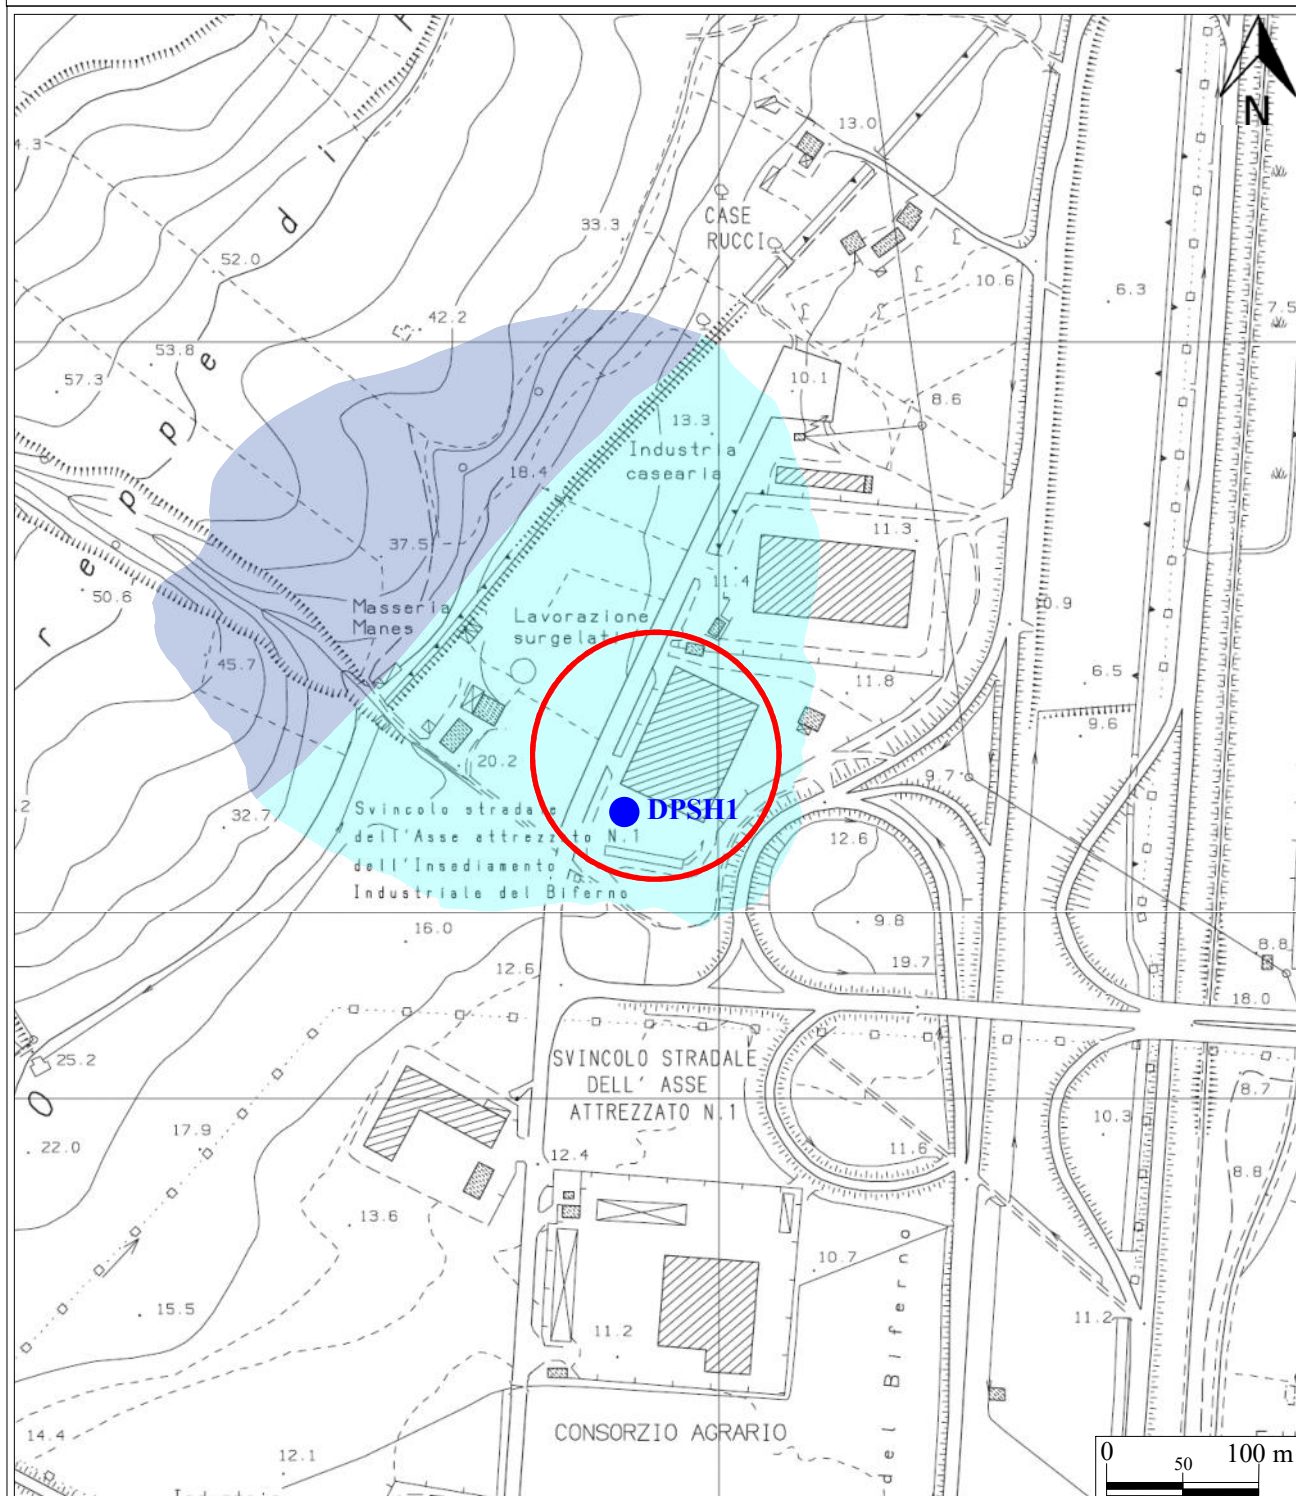 N
13.0
4.3
CASE
RUCCI
33.3
52.0
10.6
6.3
7.5
42.2
53.8
57.3
10.1
8.6
13.3
Industria
casearia
18.4
11.3
37.5
11.4
50.6
Masseria
Manes
Lavorazione
surgelati
10.9
45.7
11.8
6.5
9.6
20.2
9.7
DPSH1
32.7
Svincolo stradale
dell'Asse attrezzato N.1
dell'Insediamento
Industriale del Biferno
12.6
16.0
9.8
12.6
19.7
8.8
18.0
25.2
SVINCOLO STRADALE
DELL' ASSE
ATTREZZATO N.1
8.7
10.3
17.9
22.0
12.4
11.6
8.8
13.6
10.7
del Biferno
15.5
11.2
11.2
CONSORZIO AGRARIO
14.4
12.1
0 50 100 m